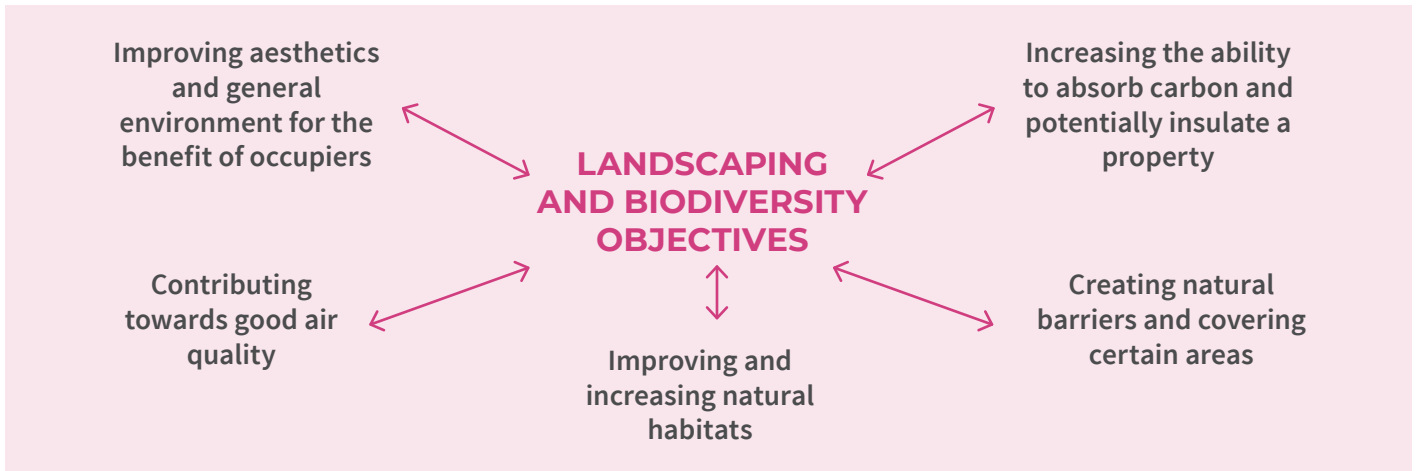 Improving aesthetics
and general
environment for the
benefit of occupiers
Increasing the ability
to absorb carbon and
potentially insulate a
property
LANDSCAPING
AND BIODIVERSITY
OBJECTIVES
Contributing
towards good air
quality
Improving and
increasing natural
habitats
Creating natural
barriers and covering
certain areas